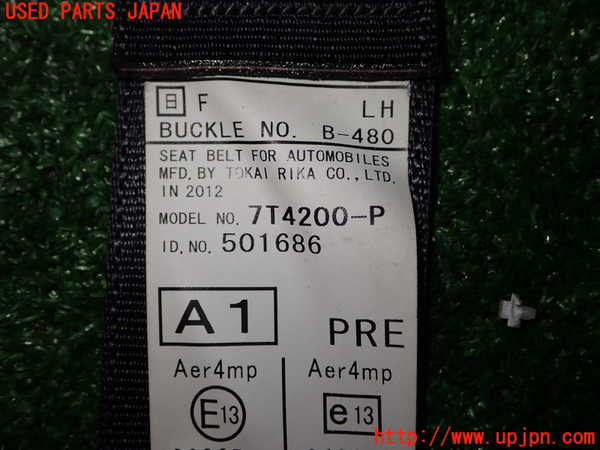 USED PARTS JAPAN
日 F LH
BUCKLE NO. B-480
SEAT BELT FOR AUTOMOBILES
MFD. BY TOKAI RIKA CO., LTD.
IN 2012
MODEL NO. 7T4200-P
ID. NO. 501686
A1 PRE
Aer4mp Aer4mp
E13 e13
http://www.upjpn.com/